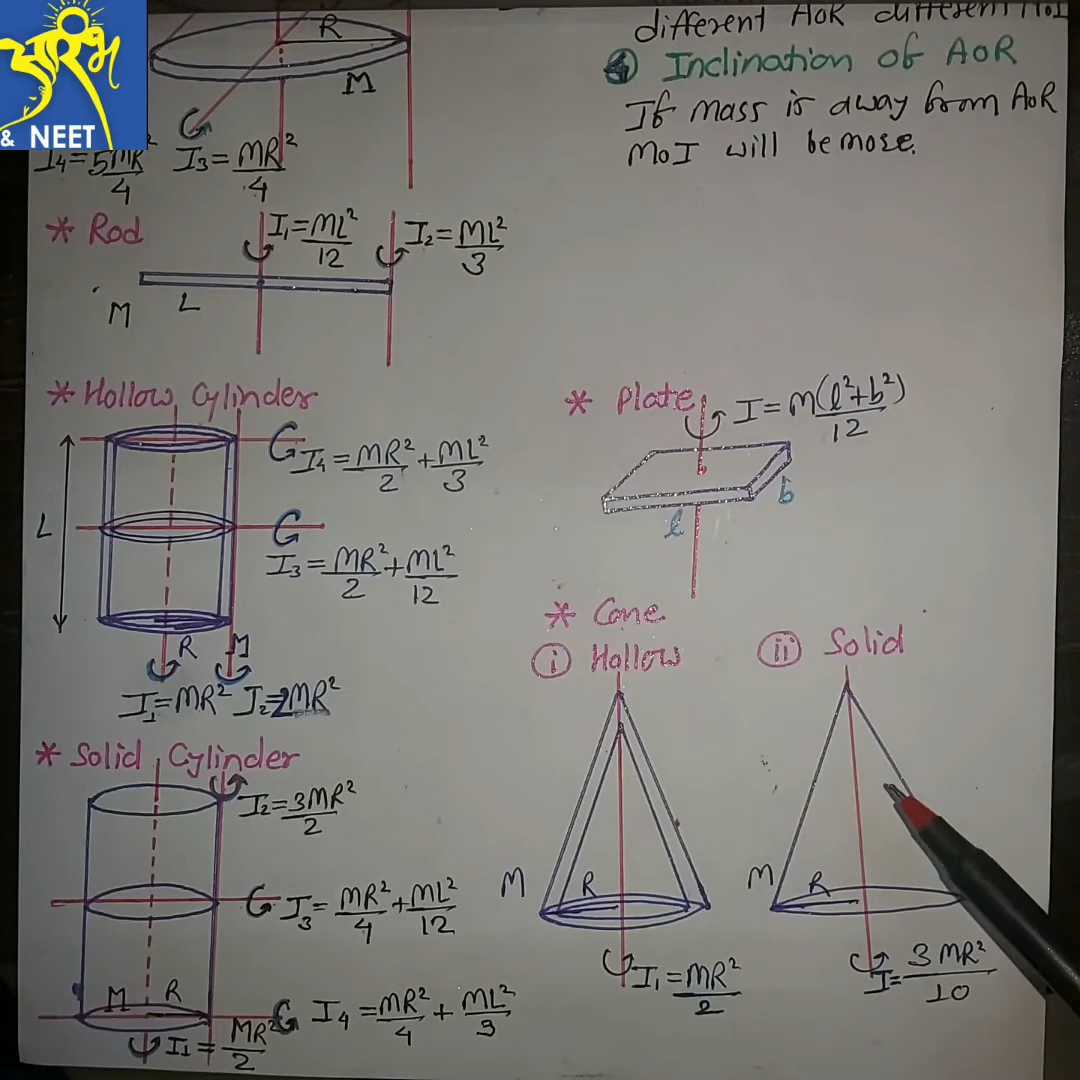 आरंभ
& NEET
R
M
I₄=5MR²/4 I₃=MR²/4
* Rod
I₁=ML²/12 I₂=ML²/3
M L
* Hollow Cylinder
L
I₄=MR²/2+ML²/3
I₃=MR²/2+ML²/12
R M
I₁=MR² I₂=2MR²
* Solid Cylinder
I₂=3MR²/2
I₃=MR²/4+ML²/12
M R
I₄=MR²/4+ML²/3
I₁=MR²/2
different AoR different MoI
④ Inclination of AoR
If mass is away from AoR
MoI will be more.
* Plate
I=M(l²+b²)/12
b
l
* Cone
(i) Hollow
M R
I₁=MR²/2
(ii) Solid
M R
I=3MR²/10